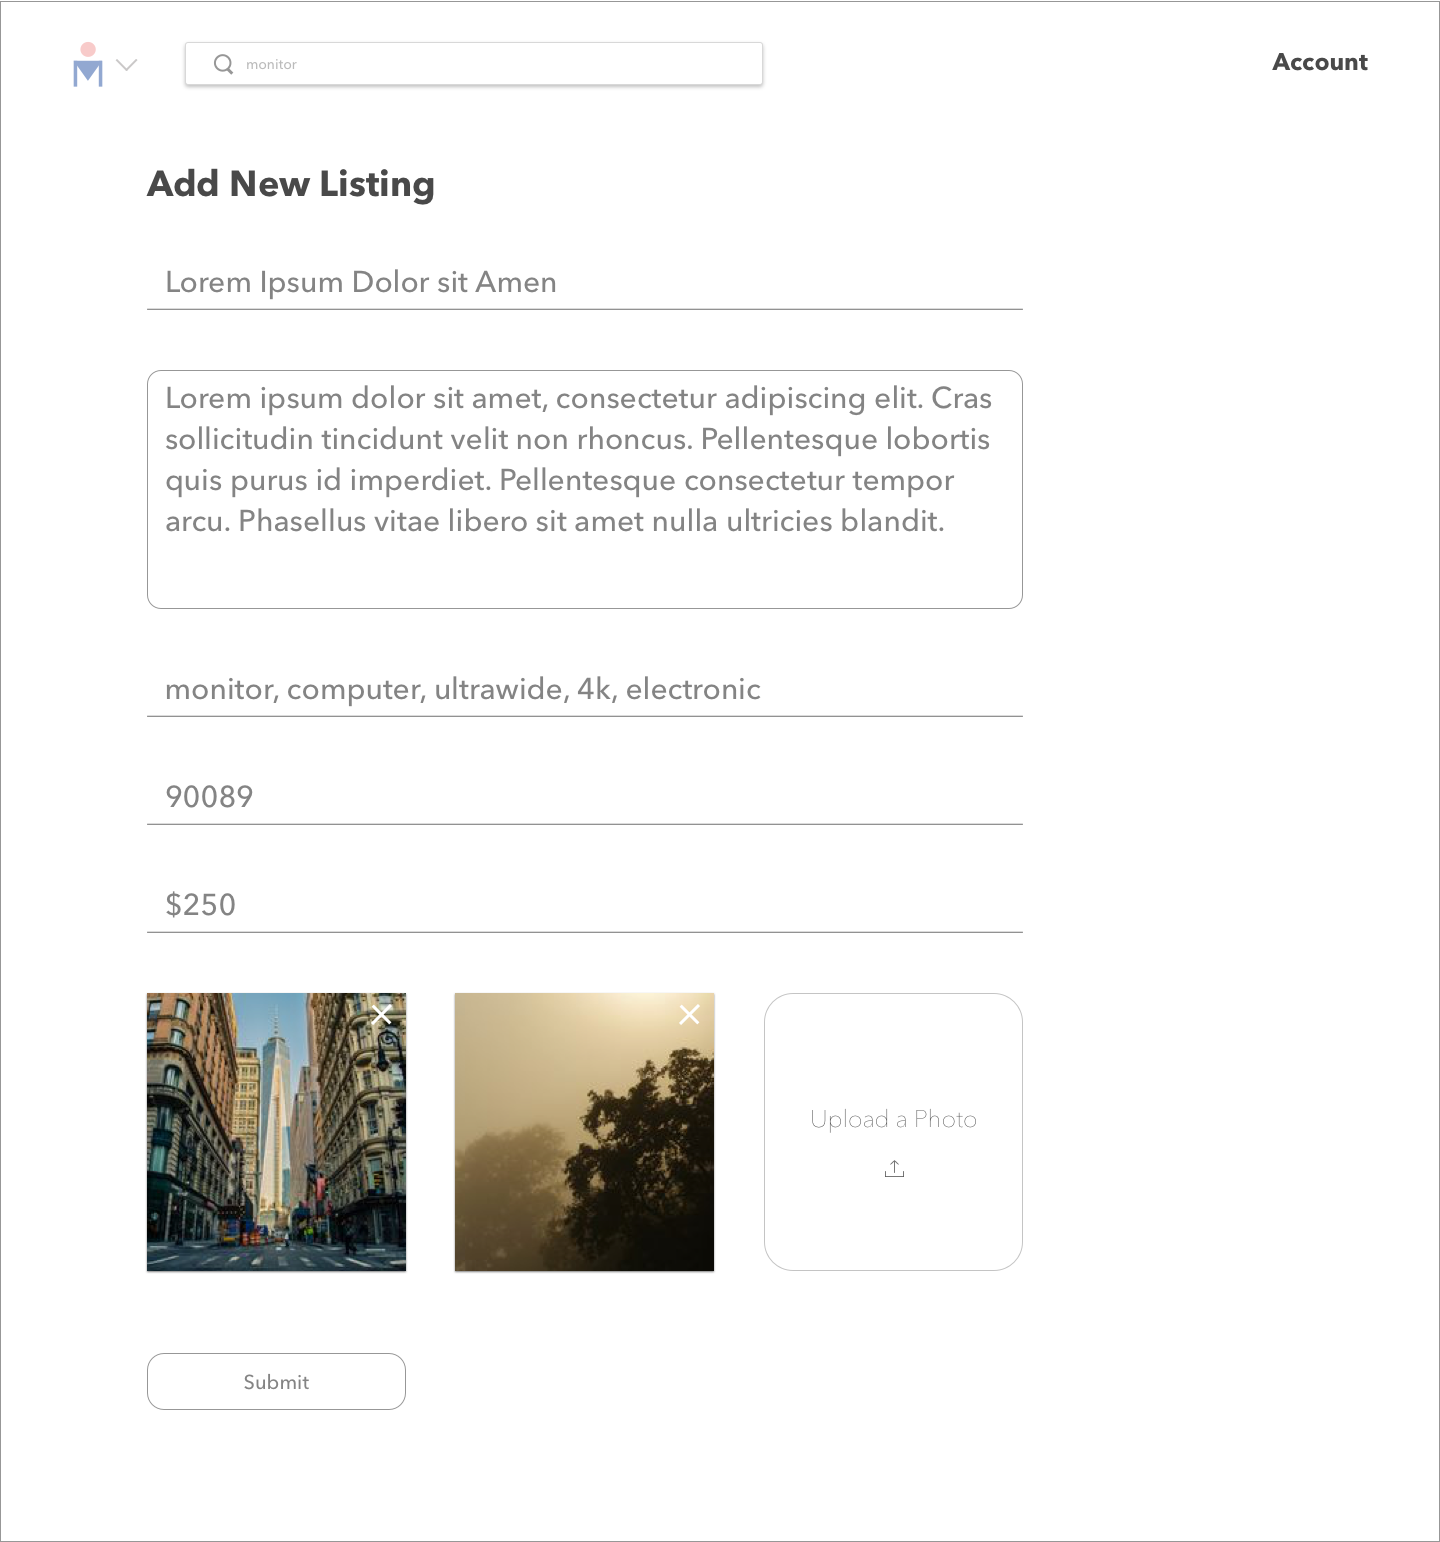 monitor
Account
Add New Listing
Lorem Ipsum Dolor sit Amen
Lorem ipsum dolor sit amet, consectetur adipiscing elit. Cras
sollicitudin tincidunt velit non rhoncus. Pellentesque lobortis
quis purus id imperdiet. Pellentesque consectetur tempor
arcu. Phasellus vitae libero sit amet nulla ultricies blandit.
monitor, computer, ultrawide, 4k, electronic
90089
$250
Upload a Photo
Submit